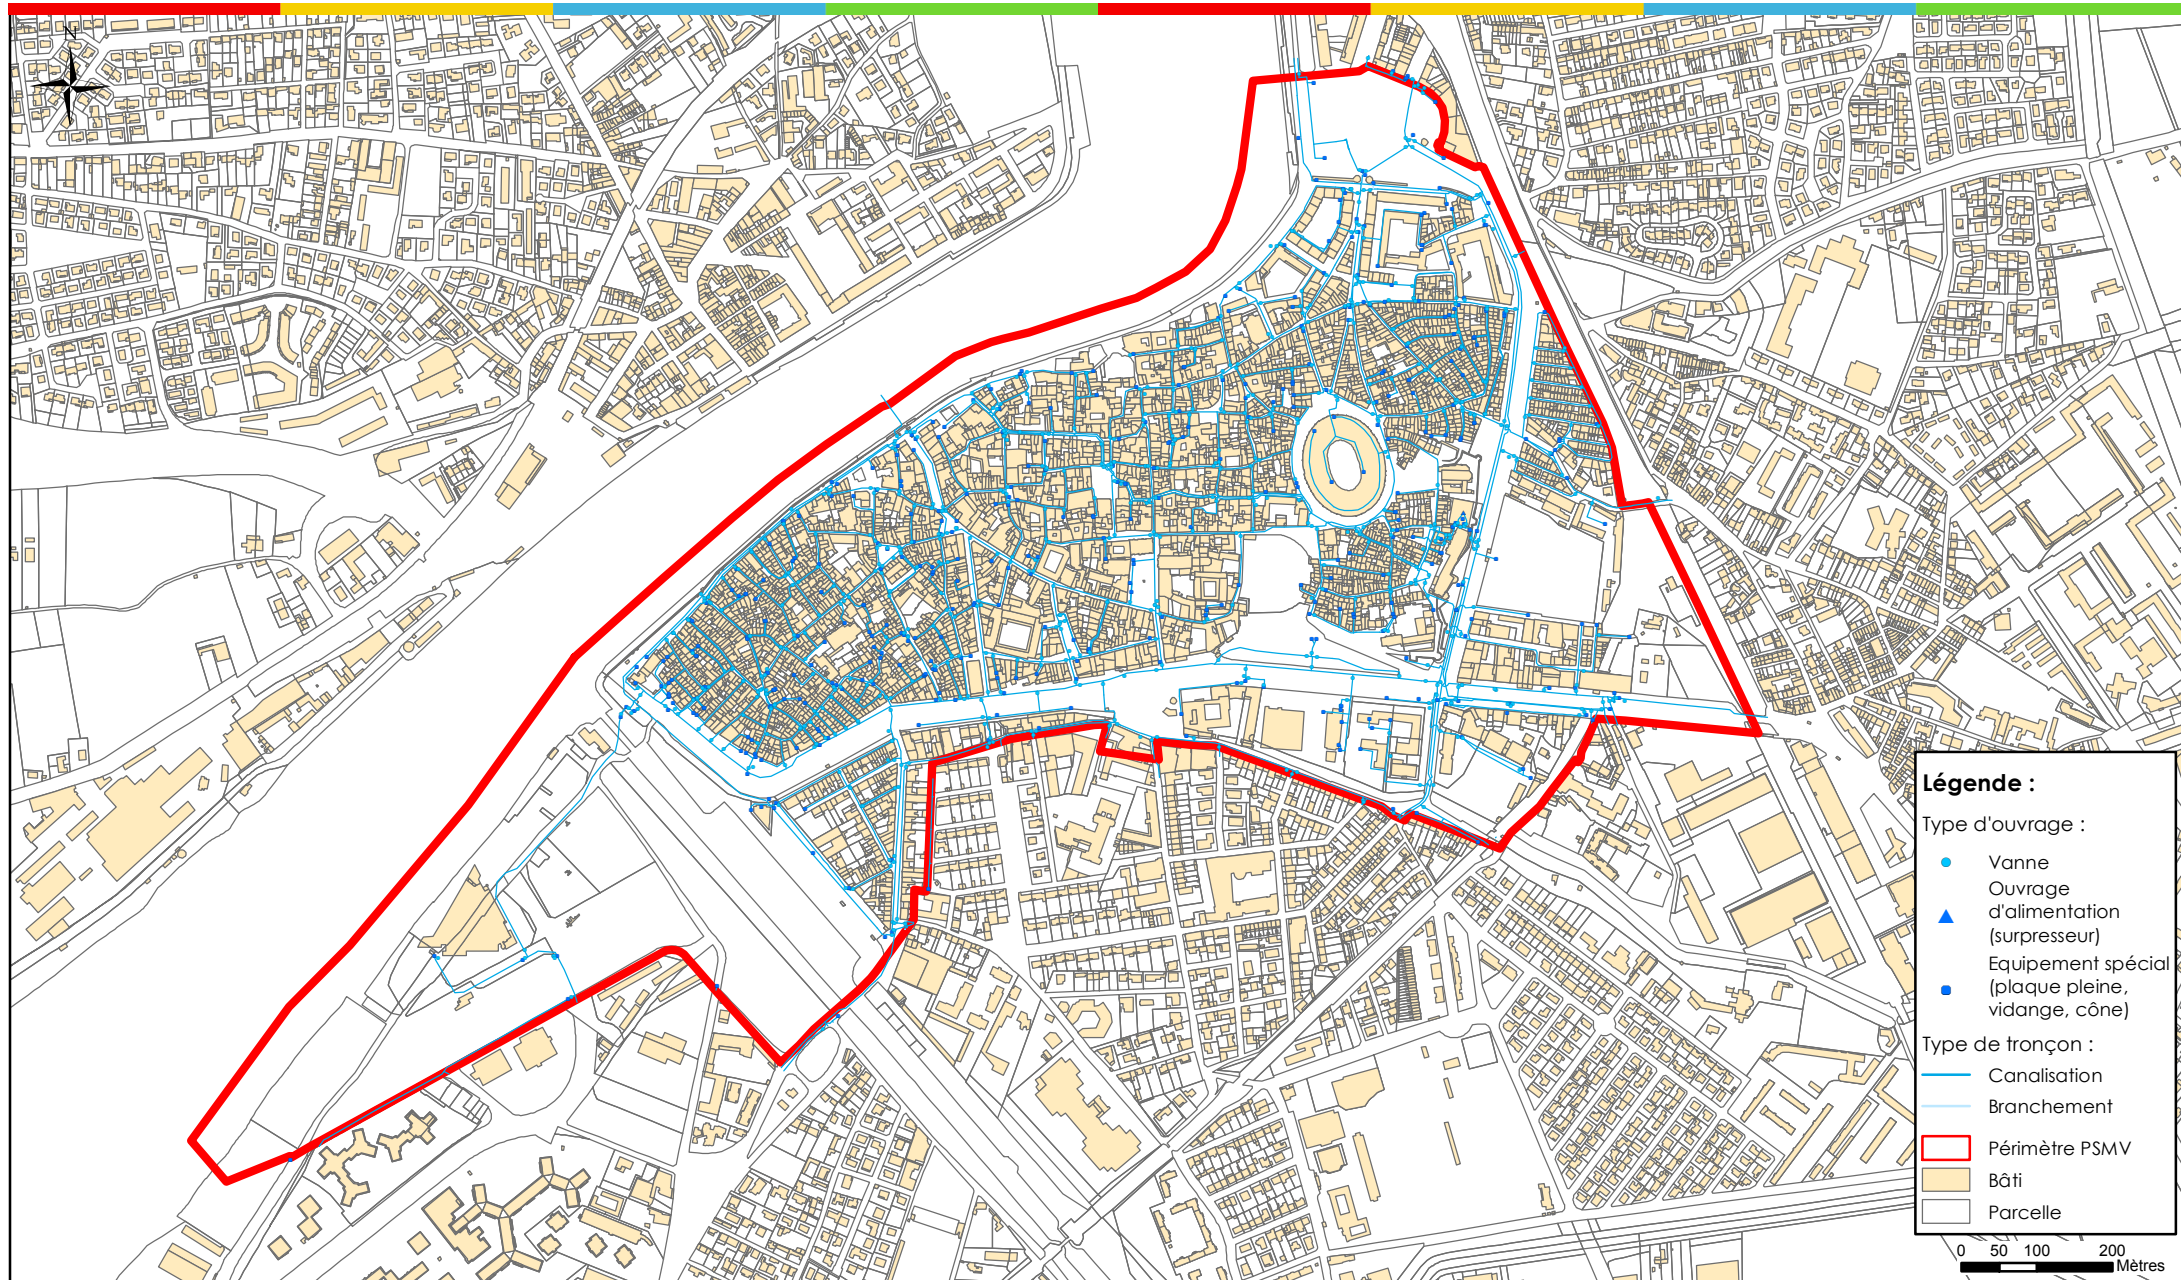 N
Légende :
Type d'ouvrage :
Vanne
Ouvrage
d'alimentation
(surpresseur)
Equipement spécial
(plaque pleine,
vidange, cône)
Type de tronçon :
Canalisation
Branchement
Périmètre PSMV
Bâti
Parcelle
0 50 100 200
Mètres